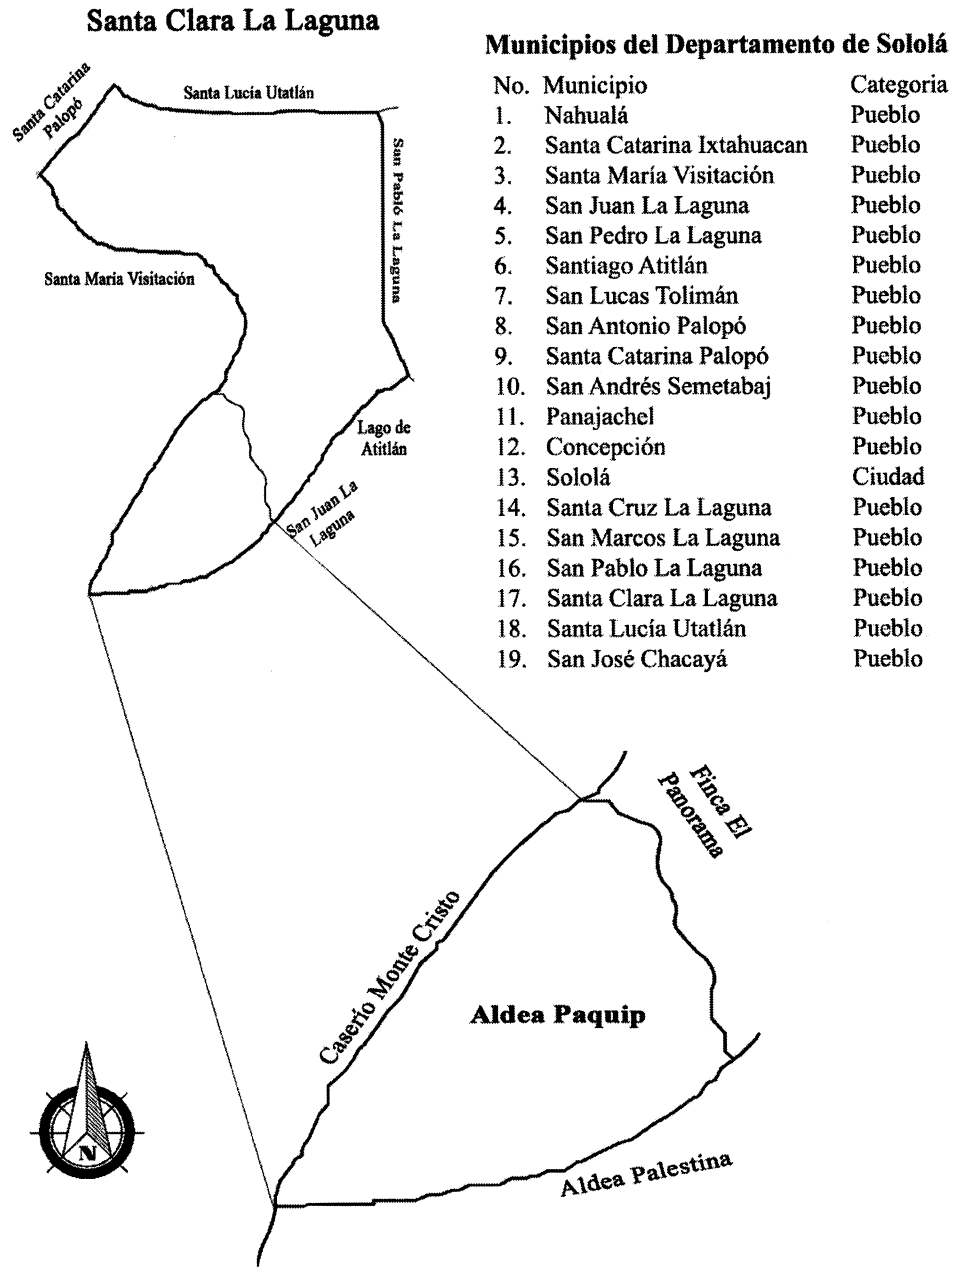 Santa Clara La Laguna
Santa Catarina
Palopó
Santa Lucía Utatlán
San Pabló La Laguna
Santa María Visitación
Lago de
Atitlán
San Juan La
Laguna
Municipios del Departamento de Sololá
No. Municipio Categoria
1. Nahualá Pueblo
2. Santa Catarina Ixtahuacan Pueblo
3. Santa María Visitación Pueblo
4. San Juan La Laguna Pueblo
5. San Pedro La Laguna Pueblo
6. Santiago Atitlán Pueblo
7. San Lucas Tolimán Pueblo
8. San Antonio Palopó Pueblo
9. Santa Catarina Palopó Pueblo
10. San Andrés Semetabaj Pueblo
11. Panajachel Pueblo
12. Concepción Pueblo
13. Sololá Ciudad
14. Santa Cruz La Laguna Pueblo
15. San Marcos La Laguna Pueblo
16. San Pablo La Laguna Pueblo
17. Santa Clara La Laguna Pueblo
18. Santa Lucía Utatlán Pueblo
19. San José Chacayá Pueblo
Finca El
Panorama
Caserío Monte Cristo
Aldea Paquip
Aldea Palestina
N